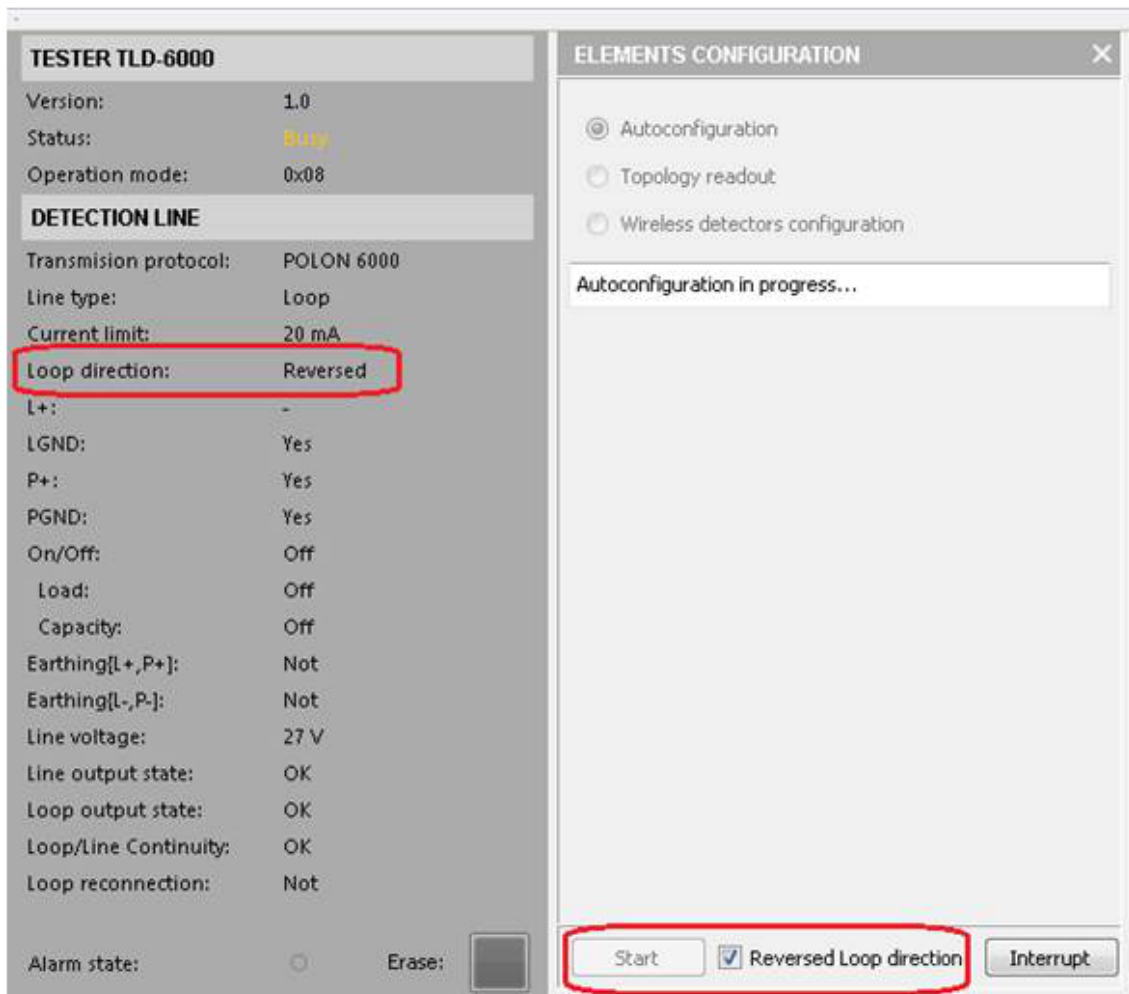 TESTER TLD-6000
Version: 1.0
Status: Busy
Operation mode: 0x08
DETECTION LINE
Transmision protocol: POLON 6000
Line type: Loop
Current limit: 20 mA
Loop direction: Reversed
L+: -
LGND: Yes
P+: Yes
PGND: Yes
On/Off: Off
Load: Off
Capacity: Off
Earthing[L+,P+]: Not
Earthing[L-,P-]: Not
Line voltage: 27 V
Line output state: OK
Loop output state: OK
Loop/Line Continuity: OK
Loop reconnection: Not
Alarm state: Erase:
ELEMENTS CONFIGURATION
Autoconfiguration
Topology readout
Wireless detectors configuration
Autoconfiguration in progress...
Start Reversed Loop direction Interrupt